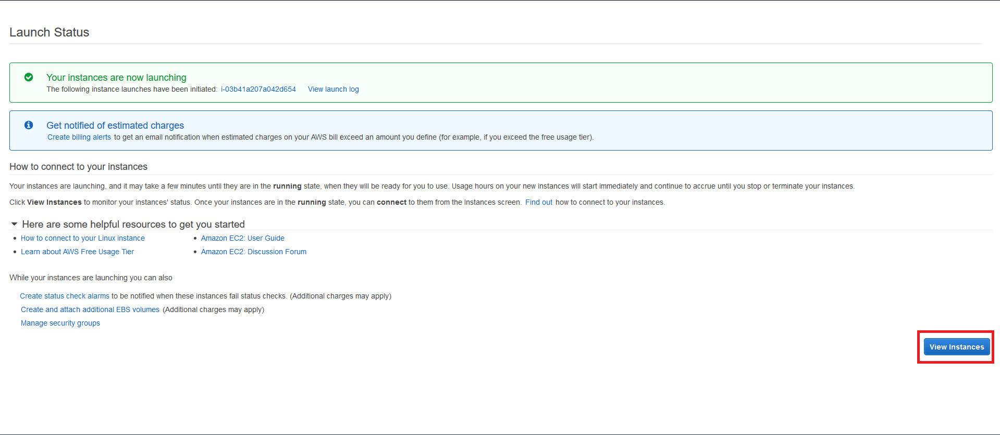 Launch Status
Your instances are now launching
The following instance launches have been initiated: i-03b41a207a042d654 View launch log
Get notified of estimated charges
Create billing alerts to get an email notification when estimated charges on your AWS bill exceed an amount you define (for example, if you exceed the free usage tier).
How to connect to your instances
Your instances are launching, and it may take a few minutes until they are in the running state, when they will be ready for you to use. Usage hours on your new instances will start immediately and continue to accrue until you stop or terminate your instances.
Click View Instances to monitor your instances' status. Once your instances are in the running state, you can connect to them from the Instances screen. Find out how to connect to your instances.
Here are some helpful resources to get you started
How to connect to your Linux instance
Amazon EC2: User Guide
Learn about AWS Free Usage Tier
Amazon EC2: Discussion Forum
While your instances are launching you can also
Create status check alarms to be notified when these instances fail status checks. (Additional charges may apply)
Create and attach additional EBS volumes (Additional charges may apply)
Manage security groups
View Instances